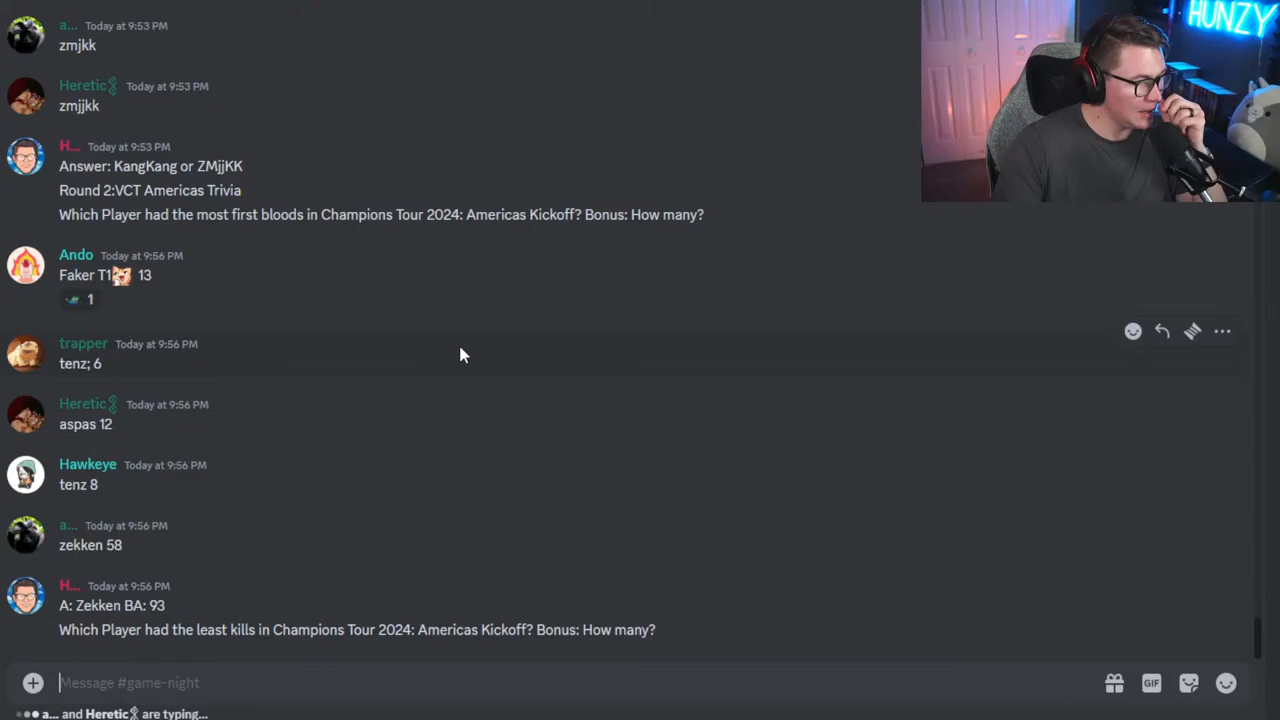 a... Today at 9:53 PM
zmjkk
HUNZY
Heretic Today at 9:53 PM
zmjjkk
H... Today at 9:53 PM
Answer: KangKang or ZMjjKK
Round 2:VCT Americas Trivia
Which Player had the most first bloods in Champions Tour 2024: Americas Kickoff? Bonus: How many?
Ando Today at 9:56 PM
Faker T1 13
1
trapper Today at 9:56 PM
tenz; 6
Heretic Today at 9:56 PM
aspas 12
Hawkeye Today at 9:56 PM
tenz 8
a... Today at 9:56 PM
zekken 58
H... Today at 9:56 PM
A: Zekken BA: 93
Which Player had the least kills in Champions Tour 2024: Americas Kickoff? Bonus: How many?
Message #game-night
GIF
a... and Heretic are typing...